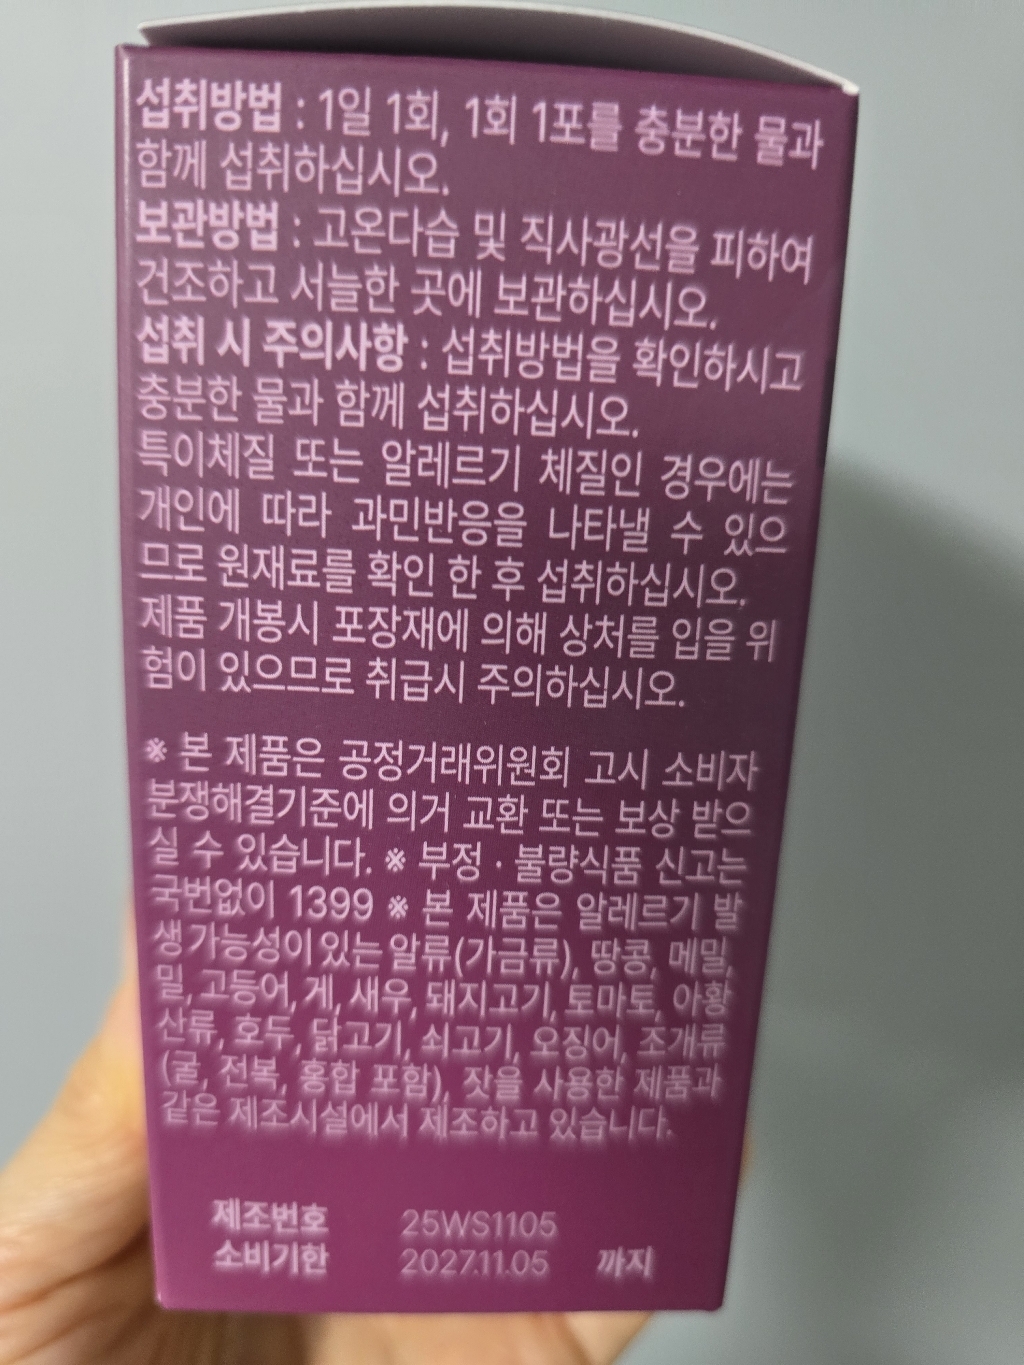 섭취방법 : 1일 1회, 1회 1포를 충분한 물과
함께 섭취하십시오.
보관방법 : 고온다습 및 직사광선을 피하여
건조하고 서늘한 곳에 보관하십시오.
섭취 시 주의사항 : 섭취방법을 확인하시고
충분한 물과 함께 섭취하십시오.
특이체질 또는 알레르기 체질인 경우에는
개인에 따라 과민반응을 나타낼 수 있으
므로 원재료를 확인 한 후 섭취하십시오.
제품 개봉시 포장재에 의해 상처를 입을 위
험이 있으므로 취급시 주의하십시오.
※ 본 제품은 공정거래위원회 고시 소비자
분쟁해결기준에 의거 교환 또는 보상 받으
실 수 있습니다. ※ 부정 · 불량식품 신고는
국번없이 1399 ※ 본 제품은 알레르기 발
생 가능성이 있는 알류(가금류), 땅콩, 메밀,
밀, 고등어, 게, 새우, 돼지고기, 토마토, 아황
산류, 호두, 닭고기, 쇠고기, 오징어, 조개류
(굴, 전복, 홍합 포함), 잣을 사용한 제품과
같은 제조시설에서 제조하고 있습니다.
제조번호 25WS1105
소비기한 2027.11.05 까지